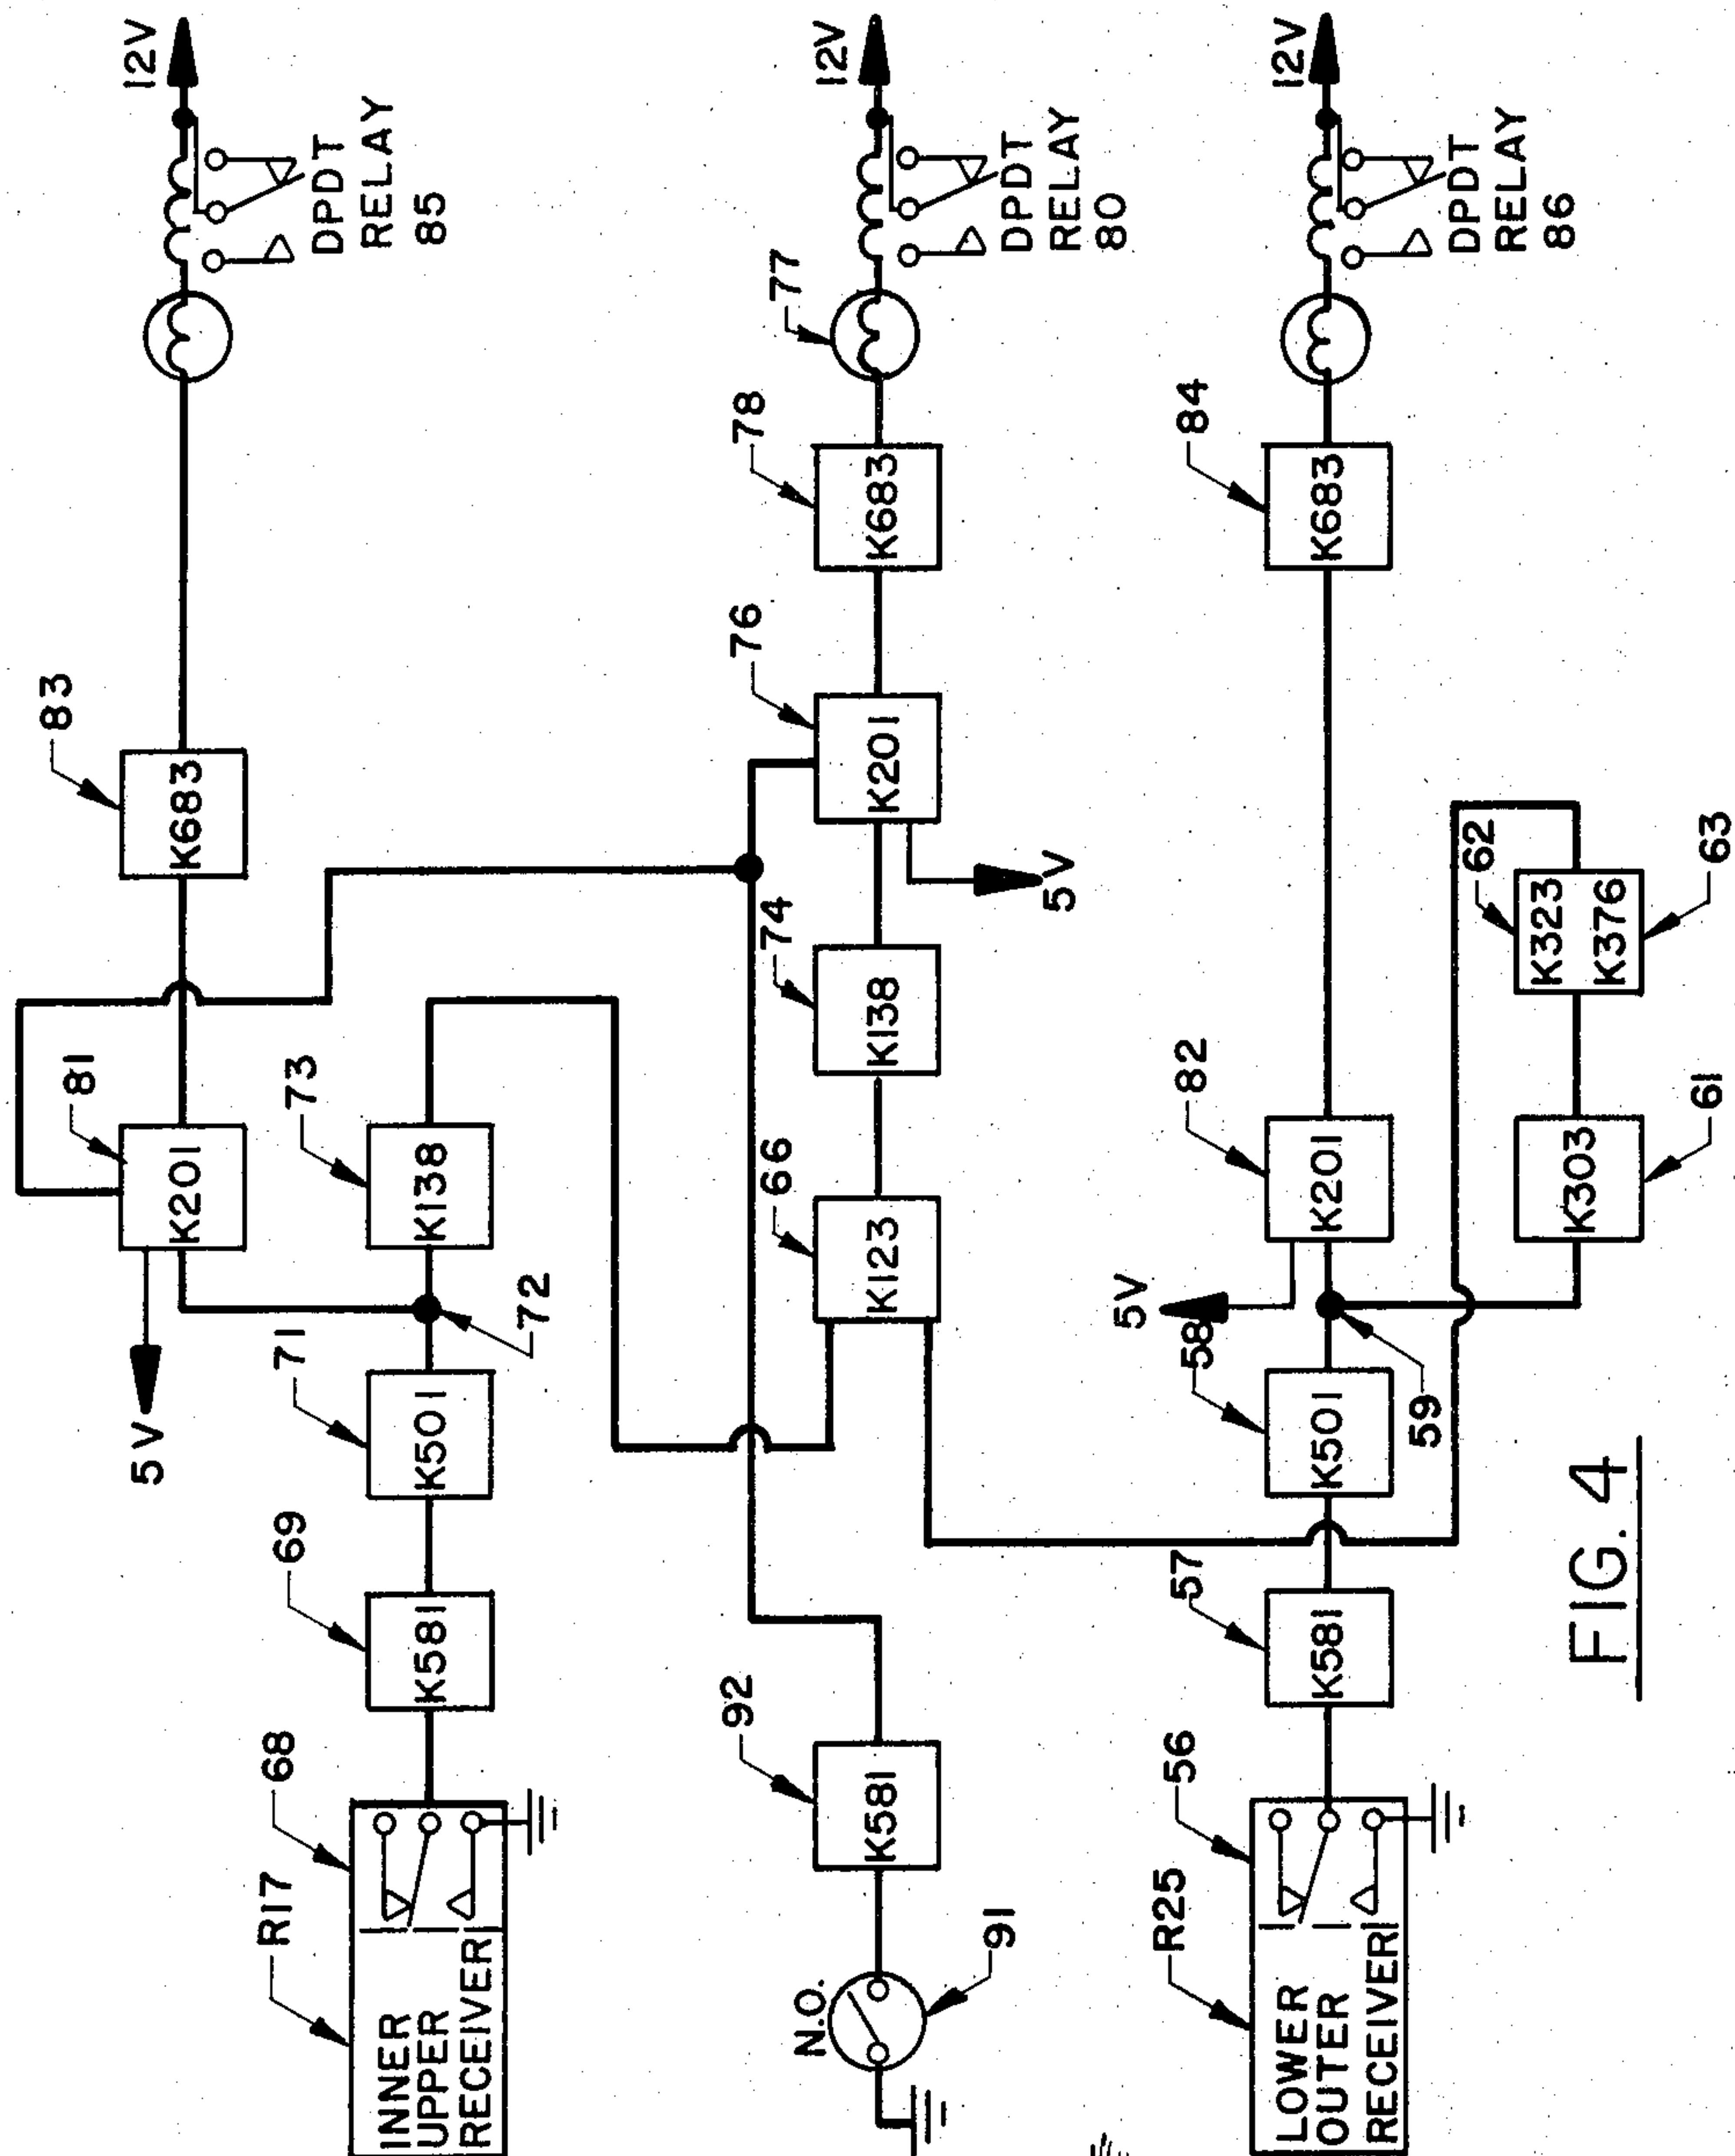 12V
DPDT
RELAY
85
83
K683
81
K201
5V
73
K138
72
71
K501
69
K581
68
R17
INNER
UPPER
RECEIVER
12V
DPDT
RELAY
80
77
78
K683
76
K201
5V
74
K138
66
K123
92
K581
91
N.O.
12V
DPDT
RELAY
86
84
K683
82
K201
5V
62
K323
K376
63
K303
61
58
K501
59
57
K581
56
R25
LOWER
OUTER
RECEIVER
FIG. 4